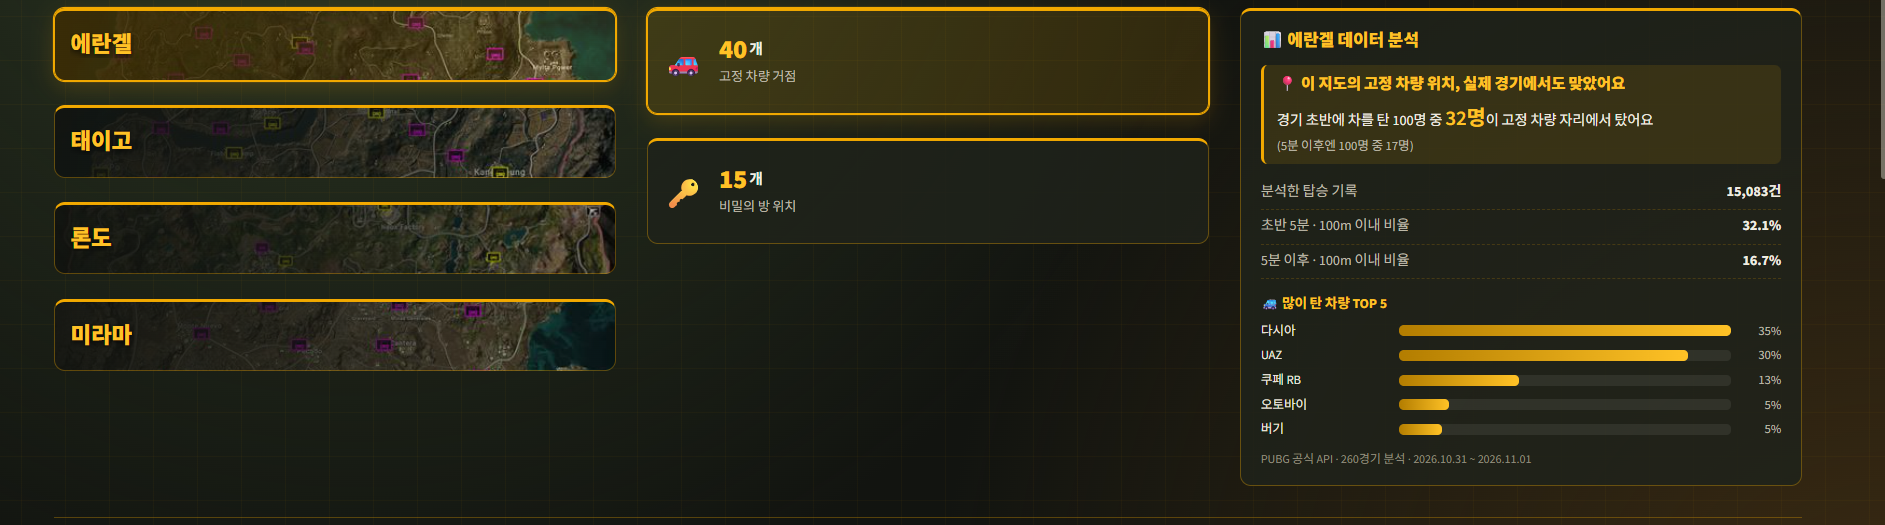 에란겔
Mylta Power
태이고
론도
미라마
40개
고정 차량 거점
15개
비밀의 방 위치
📊 에란겔 데이터 분석
📍 이 지도의 고정 차량 위치, 실제 경기에서도 맞았어요
경기 초반에 차를 탄 100명 중 32명이 고정 차량 자리에서 탔어요
(5분 이후엔 100명 중 17명)
분석한 탑승 기록 15,083건
초반 5분 · 100m 이내 비율 32.1%
5분 이후 · 100m 이내 비율 16.7%
🚙 많이 탄 차량 TOP 5
다시아 35%
UAZ 30%
쿠페 RB 13%
오토바이 5%
버기 5%
PUBG 공식 API · 260경기 분석 · 2026.10.31 ~ 2026.11.01